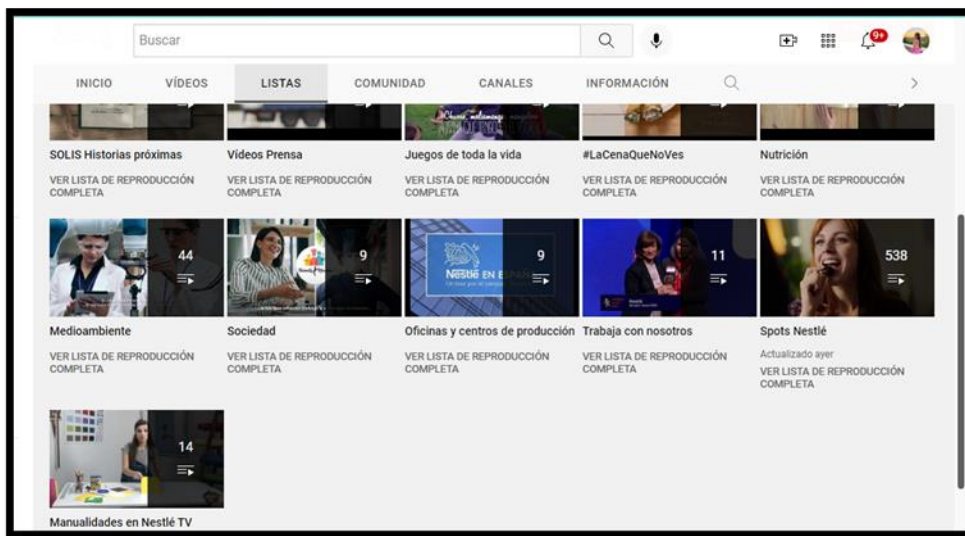 Buscar
9+
INICIO VÍDEOS LISTAS COMUNIDAD CANALES INFORMACIÓN
SOLIS Historias próximas
VER LISTA DE REPRODUCCIÓN
COMPLETA
Vídeos Prensa
VER LISTA DE REPRODUCCIÓN
COMPLETA
Juegos de toda la vida
VER LISTA DE REPRODUCCIÓN
COMPLETA
#LaCenaQueNoVes
VER LISTA DE REPRODUCCIÓN
COMPLETA
Nutrición
VER LISTA DE REPRODUCCIÓN
COMPLETA
44
Medioambiente
VER LISTA DE REPRODUCCIÓN
COMPLETA
9
Sociedad
VER LISTA DE REPRODUCCIÓN
COMPLETA
Nestlé EN ESPAÑA
9
Oficinas y centros de producción
VER LISTA DE REPRODUCCIÓN
COMPLETA
11
Trabaja con nosotros
VER LISTA DE REPRODUCCIÓN
COMPLETA
538
Spots Nestlé
Actualizado ayer
VER LISTA DE REPRODUCCIÓN
COMPLETA
14
Manualidades en Nestlé TV